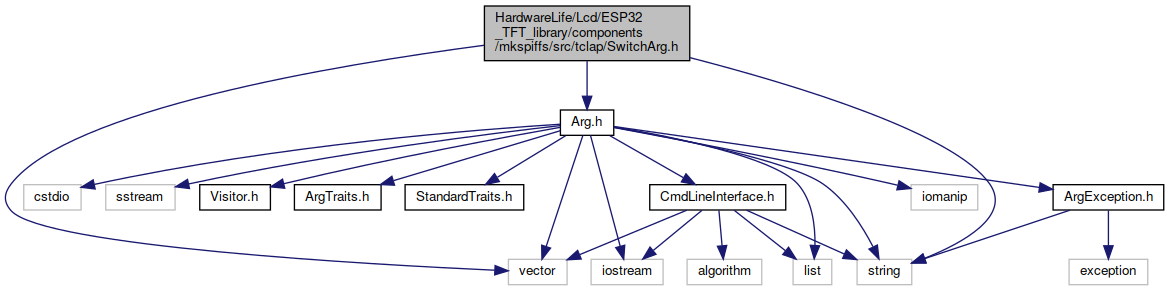 HardwareLife/Lcd/ESP32
_TFT_library/components
/mkspiffs/src/tclap/SwitchArg.h
Arg.h
cstdio
sstream
Visitor.h
ArgTraits.h
StandardTraits.h
CmdLineInterface.h
iomanip
ArgException.h
vector
iostream
algorithm
list
string
exception